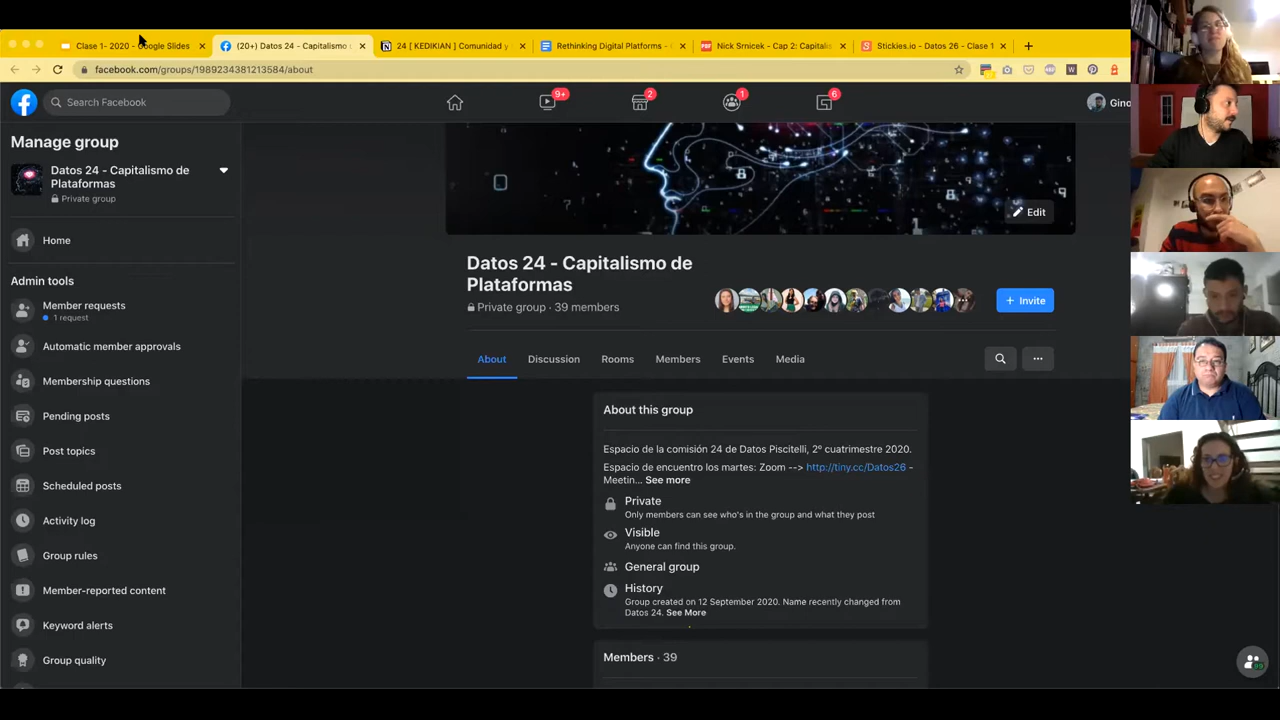 Clase 1- 2020 - Google Slides
(20+) Datos 24 - Capitalismo
24 [ KEDIKIAN ] Comunidad y
Rethinking Digital Platforms -
Nick Srnicek - Cap 2: Capitalis
Stickies.io - Datos 26 - Clase 1
facebook.com/groups/1989234381213584/about
Search Facebook
9+
2
1
6
Gino
Manage group
Datos 24 - Capitalismo de
Plataformas
Private group
Home
Admin tools
Member requests
1 request
Automatic member approvals
Membership questions
Pending posts
Post topics
Scheduled posts
Activity log
Group rules
Member-reported content
Keyword alerts
Group quality
Edit
Datos 24 - Capitalismo de
Plataformas
Private group · 39 members
+ Invite
About
Discussion
Rooms
Members
Events
Media
About this group
Espacio de la comisión 24 de Datos Piscitelli, 2º cuatrimestre 2020.
Espacio de encuentro los martes: Zoom --> http://tiny.cc/Datos26 -
Meetin... See more
Private
Only members can see who's in the group and what they post
Visible
Anyone can find this group.
General group
History
Group created on 12 September 2020. Name recently changed from
Datos 24. See More
Members · 39